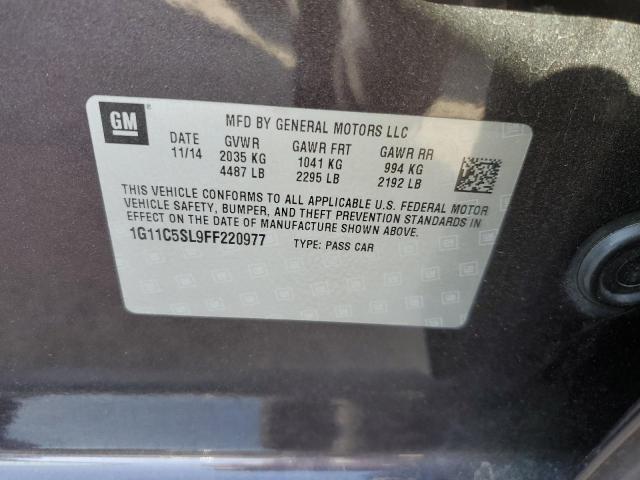 GM
MFD BY GENERAL MOTORS LLC
DATE GVWR GAWR FRT GAWR RR
11/14 2035 KG 1041 KG 994 KG
4487 LB 2295 LB 2192 LB
THIS VEHICLE CONFORMS TO ALL APPLICABLE U.S. FEDERAL MOTOR
VEHICLE SAFETY, BUMPER, AND THEFT PREVENTION STANDARDS IN
EFFECT ON THE DATE OF MANUFACTURE SHOWN ABOVE.
1G11C5SL9FF220977 TYPE: PASS CAR